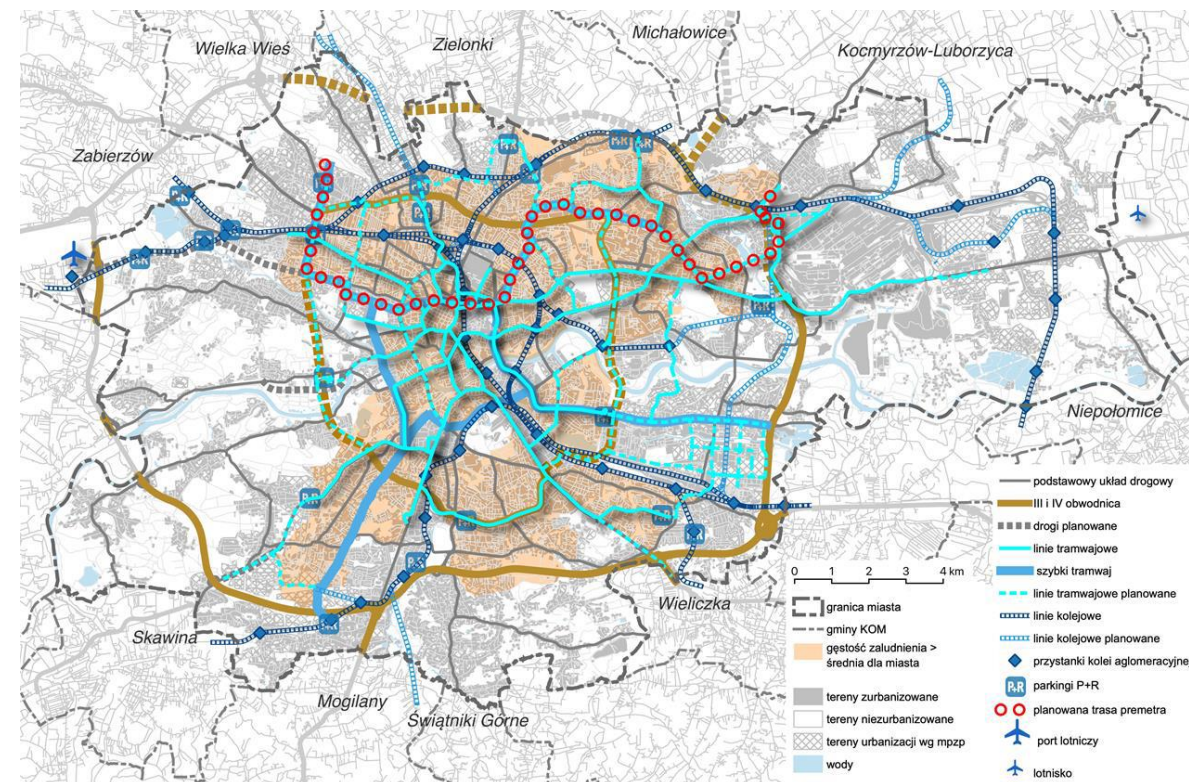 Wielka Wieś
Zielonki
Michałowice
Kocmyrzów-Luborzyca
Zabierzów
P+R
P+R
P+R
P+R
P+R
P+R
P+R
P+R
P+R
P+R
P+R
P+R
Niepołomice
Wieliczka
Skawina
Mogilany
Świątniki Górne
0 1 2 3 4 km
granica miasta
gminy KOM
gęstość zaludnienia >
średnia dla miasta
tereny zurbanizowane
tereny niezurbanizowane
tereny urbanizacji wg mpzp
wody
podstawowy układ drogowy
III i IV obwodnica
drogi planowane
linie tramwajowe
szybki tramwaj
linie tramwajowe planowane
linie kolejowe
linie kolejowe planowane
przystanki kolei aglomeracyjnej
P+R parkingi P+R
planowana trasa premetra
port lotniczy
lotnisko